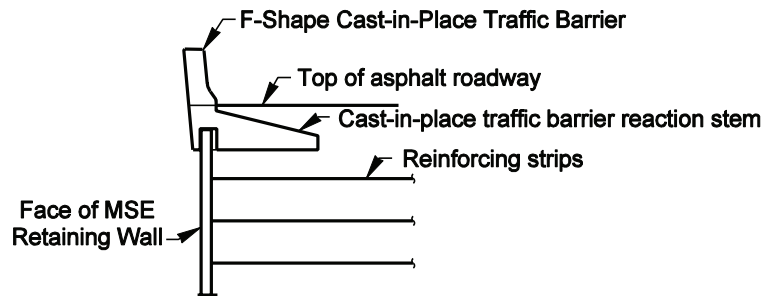 F-Shape Cast-in-Place Traffic Barrier
Top of asphalt roadway
Cast-in-place traffic barrier reaction stem
Reinforcing strips
Face of MSE
Retaining Wall